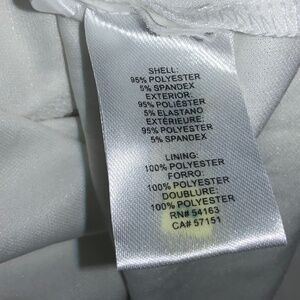 SHELL:
95% POLYESTER
5% SPANDEX
EXTERIOR:
95% POLIÉSTER
5% ELASTANO
EXTÉRIEURE:
95% POLYESTER
5% SPANDEX
LINING:
100% POLYESTER
FORRO:
100% POLYESTER
DOUBLURE:
100% POLYESTER
RN# 54163
CA# 57151